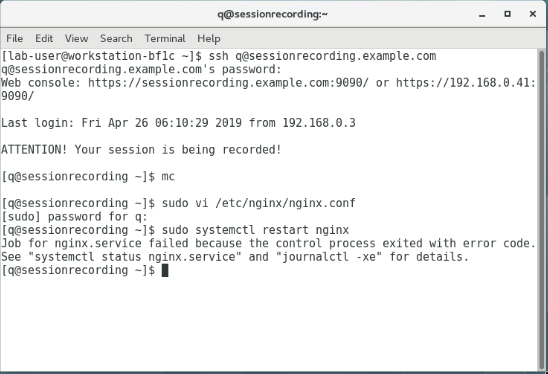 q@sessionrecording:~
File Edit View Search Terminal Help
[lab-user@workstation-bf1c ~]$ ssh q@sessionrecording.example.com
q@sessionrecording.example.com's password:
Web console: https://sessionrecording.example.com:9090/ or https://192.168.0.41:
9090/
Last login: Fri Apr 26 06:10:29 2019 from 192.168.0.3
ATTENTION! Your session is being recorded!
[q@sessionrecording ~]$ mc
[q@sessionrecording ~]$ sudo vi /etc/nginx/nginx.conf
[sudo] password for q:
[q@sessionrecording ~]$ sudo systemctl restart nginx
Job for nginx.service failed because the control process exited with error code.
See "systemctl status nginx.service" and "journalctl -xe" for details.
[q@sessionrecording ~]$